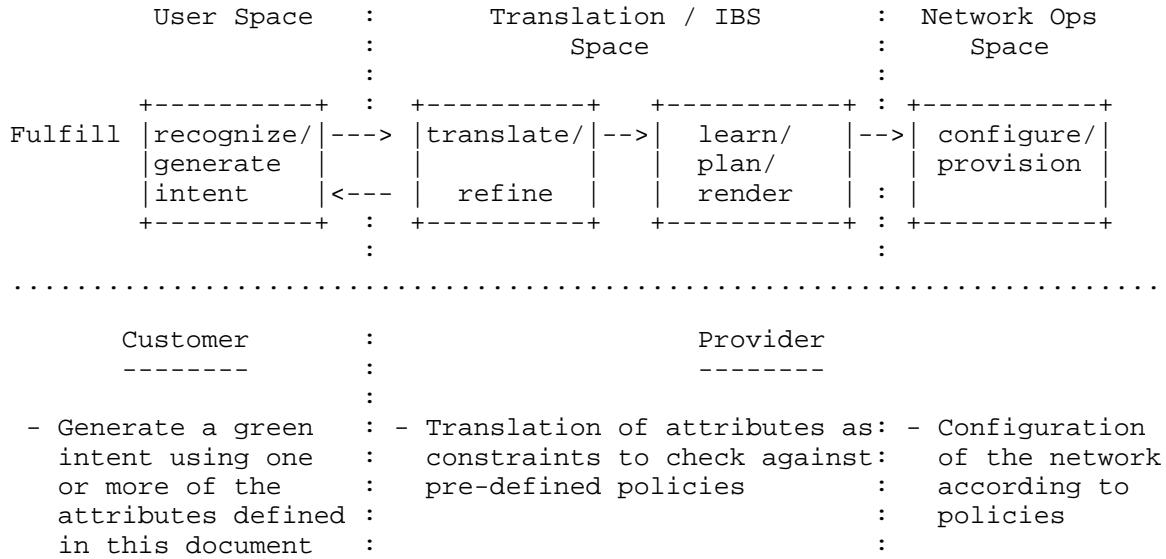 User Space   :       Translation / IBS       :  Network Ops
                      :            Space              :     Space
                      :                               :
        +----------+  :  +----------+   +-----------+ : +-----------+
Fulfill |recognize/|---> |translate/|-->|  learn/   |-->| configure/|
        |generate  |     |          |   |  plan/    |   | provision |
        |intent    |<--- |  refine  |   |  render   | : |           |
        +----------+  :  +----------+   +-----------+ : +-----------+
                      :                               :
........................................................................
       Customer       :                    Provider
       --------       :                    --------
                      :
 - Generate a green   : - Translation of attributes as: - Configuration
   intent using one   :   constraints to check against:   of the network
   or more of the     :   pre-defined policies        :   according to
   attributes defined :                               :   policies
   in this document   :                               :